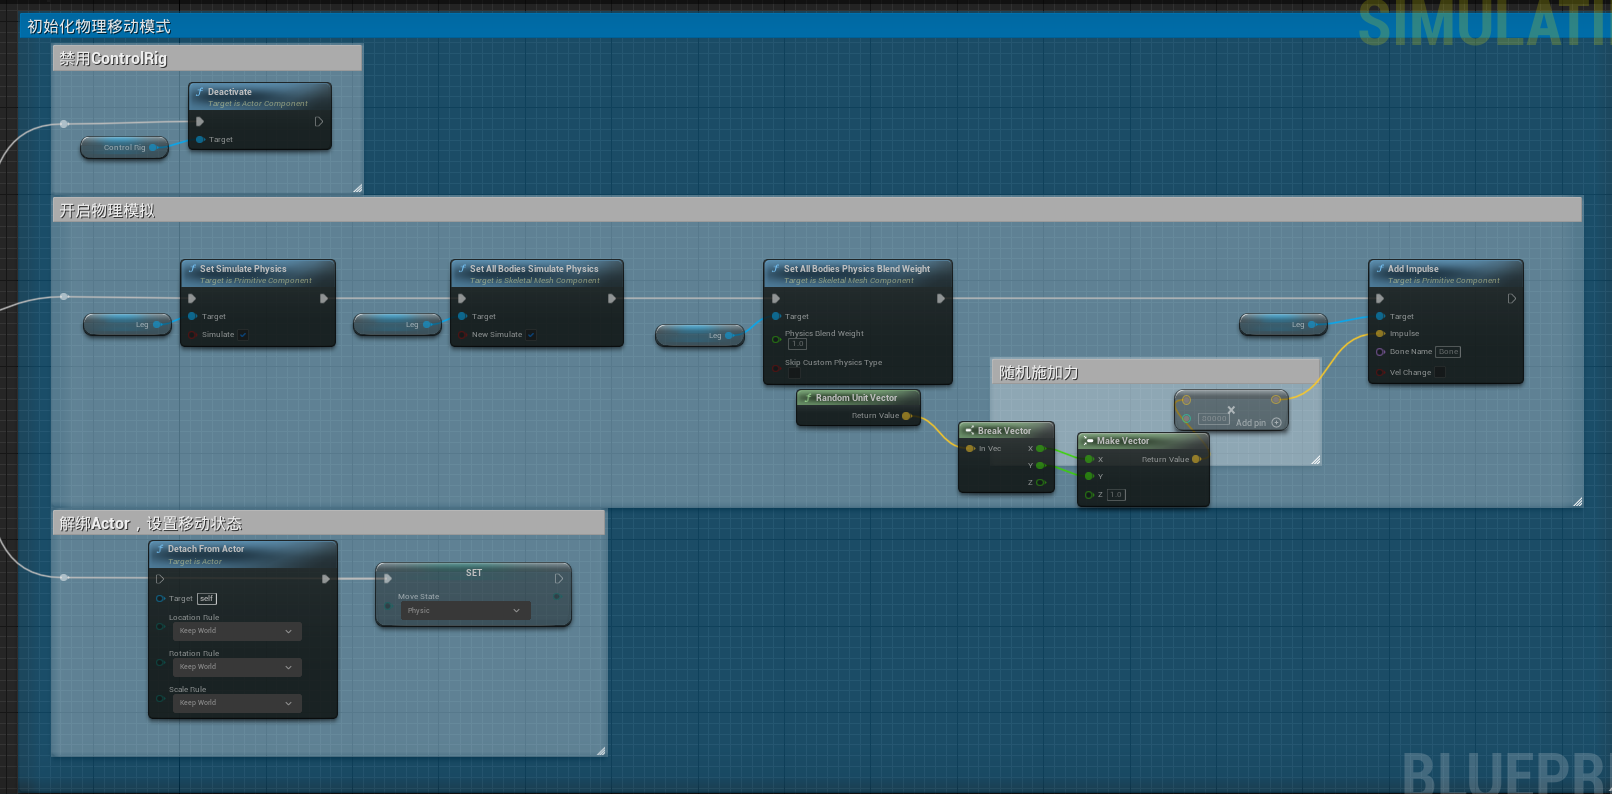 初始化物理移动模式
SIMULATI
禁用ControlRig
Deactivate
Target is Actor Component
Target
Control Rig
开启物理模拟
Set Simulate Physics
Target is Primitive Component
Target
Simulate
Leg
Set All Bodies Simulate Physics
Target is Skeletal Mesh Component
Target
New Simulate
Leg
Set All Bodies Physics Blend Weight
Target is Skeletal Mesh Component
Target
Physics Blend Weight
1.0
Skip Custom Physics Type
Leg
Add Impulse
Target is Primitive Component
Target
Impulse
Bone Name
Vel Change
Leg
随机施加力
Random Unit Vector
Return Value
Break Vector
In Vec
X
Y
Z
Make Vector
X
Return Value
Y
Z 1.0
Add pin
解绑Actor，设置移动状态
Detach From Actor
Target is Actor
Target self
Location Rule
Keep World
Rotation Rule
Keep World
Scale Rule
Keep World
SET
Move State
Physic
BLUEPR